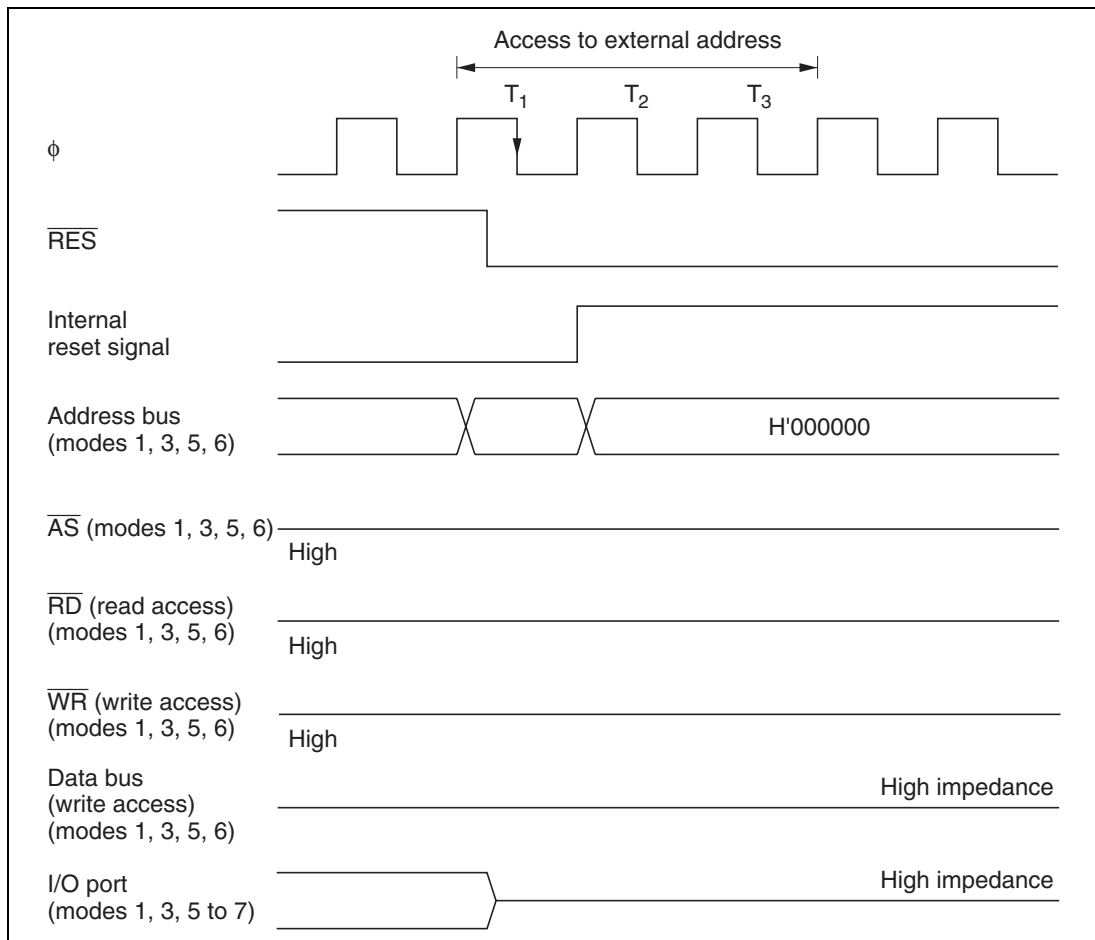 Access to external address
T1 T2 T3
ϕ
RES
Internal
reset signal
Address bus
(modes 1, 3, 5, 6)
H'000000
AS (modes 1, 3, 5, 6)
High
RD (read access)
(modes 1, 3, 5, 6)
High
WR (write access)
(modes 1, 3, 5, 6)
High
Data bus
(write access)
(modes 1, 3, 5, 6)
High impedance
I/O port
(modes 1, 3, 5 to 7)
High impedance